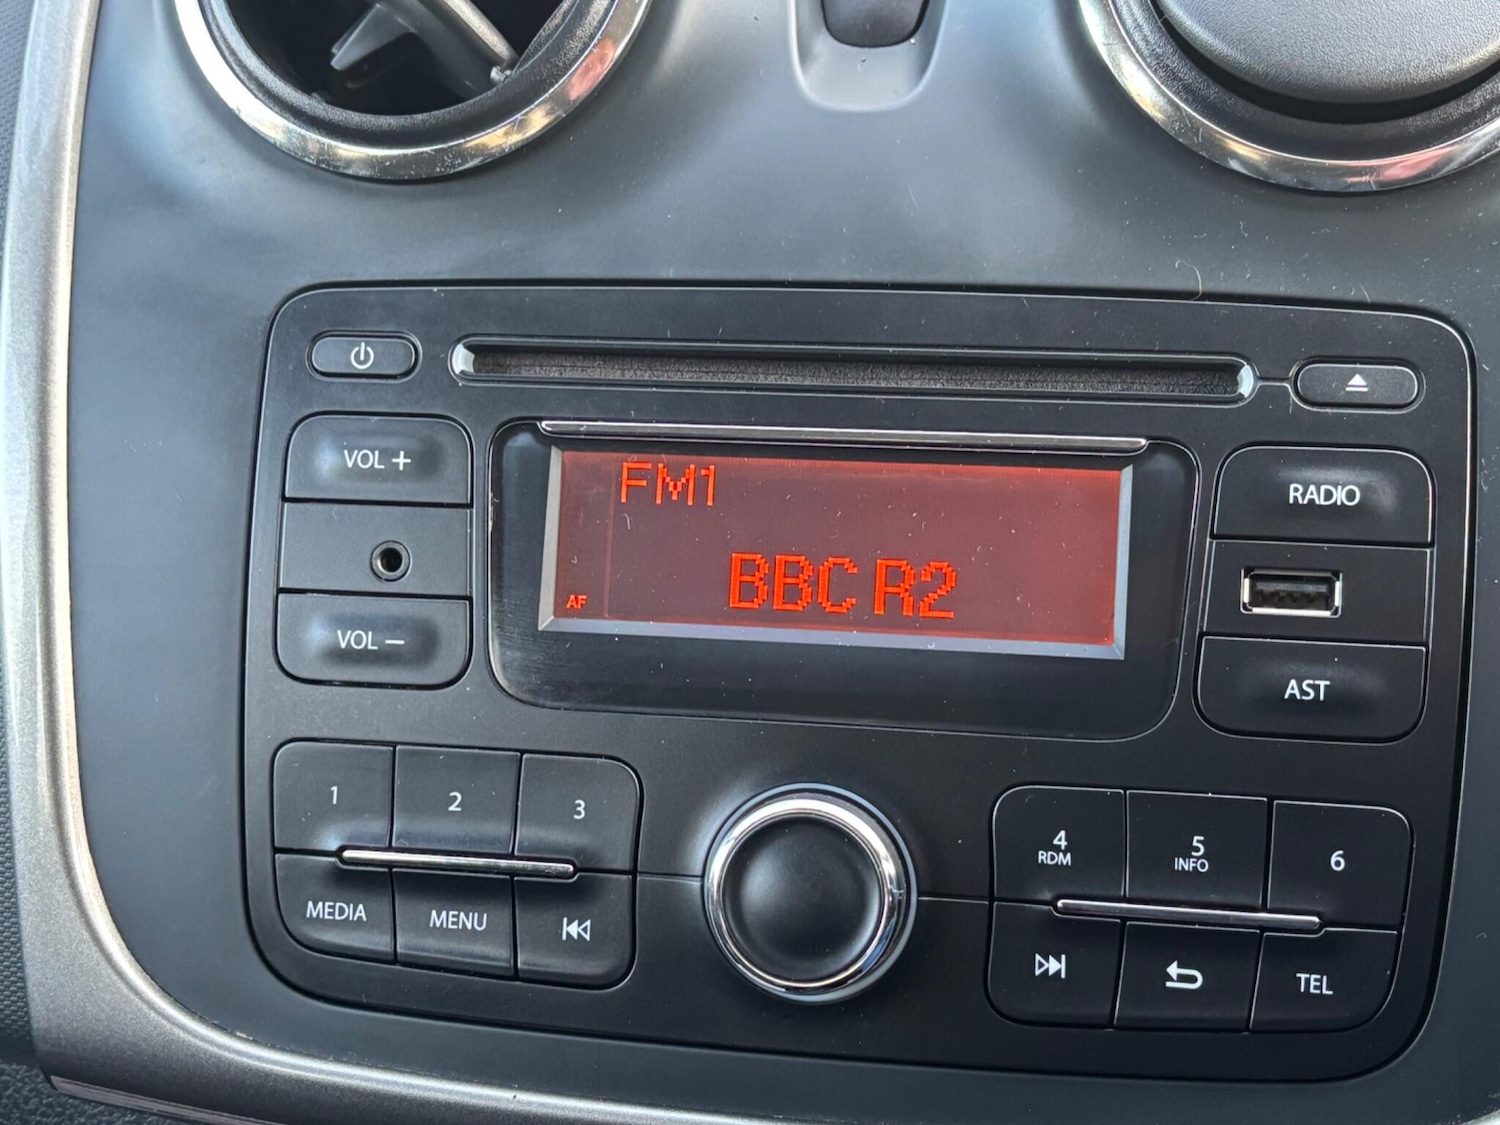 VOL +
FM1
RADIO
AF
BBC R2
VOL −
AST
1
2
3
4
RDM
5
INFO
6
MEDIA
MENU
TEL